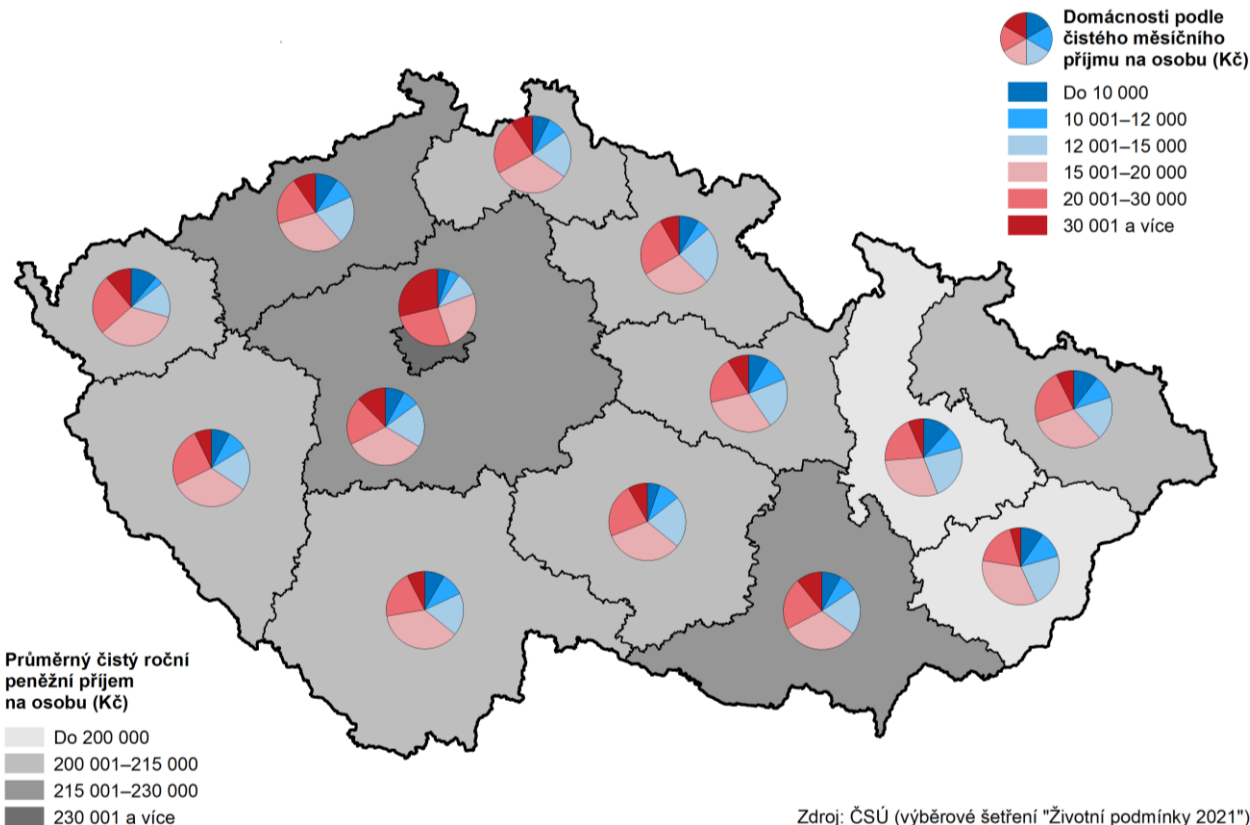 Domácnosti podle
čistého měsíčního
příjmu na osobu (Kč)
Do 10 000
10 001–12 000
12 001–15 000
15 001–20 000
20 001–30 000
30 001 a více
Průměrný čistý roční
peněžní příjem
na osobu (Kč)
Do 200 000
200 001–215 000
215 001–230 000
230 001 a více
Zdroj: ČSÚ (výběrové šetření "Životní podmínky 2021")